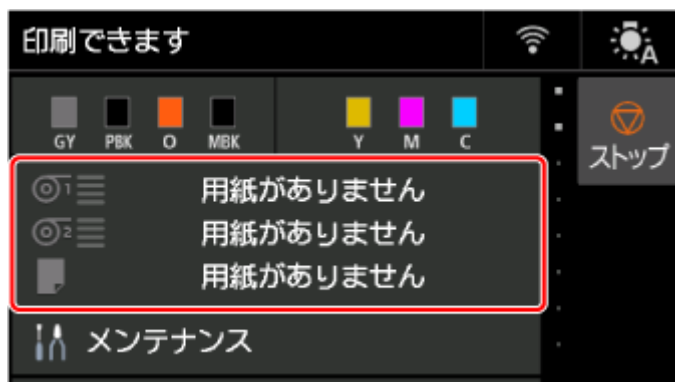 印刷できます
A
GY PBK O MBK Y M C
ストップ
1 用紙がありません
2 用紙がありません
用紙がありません
メンテナンス